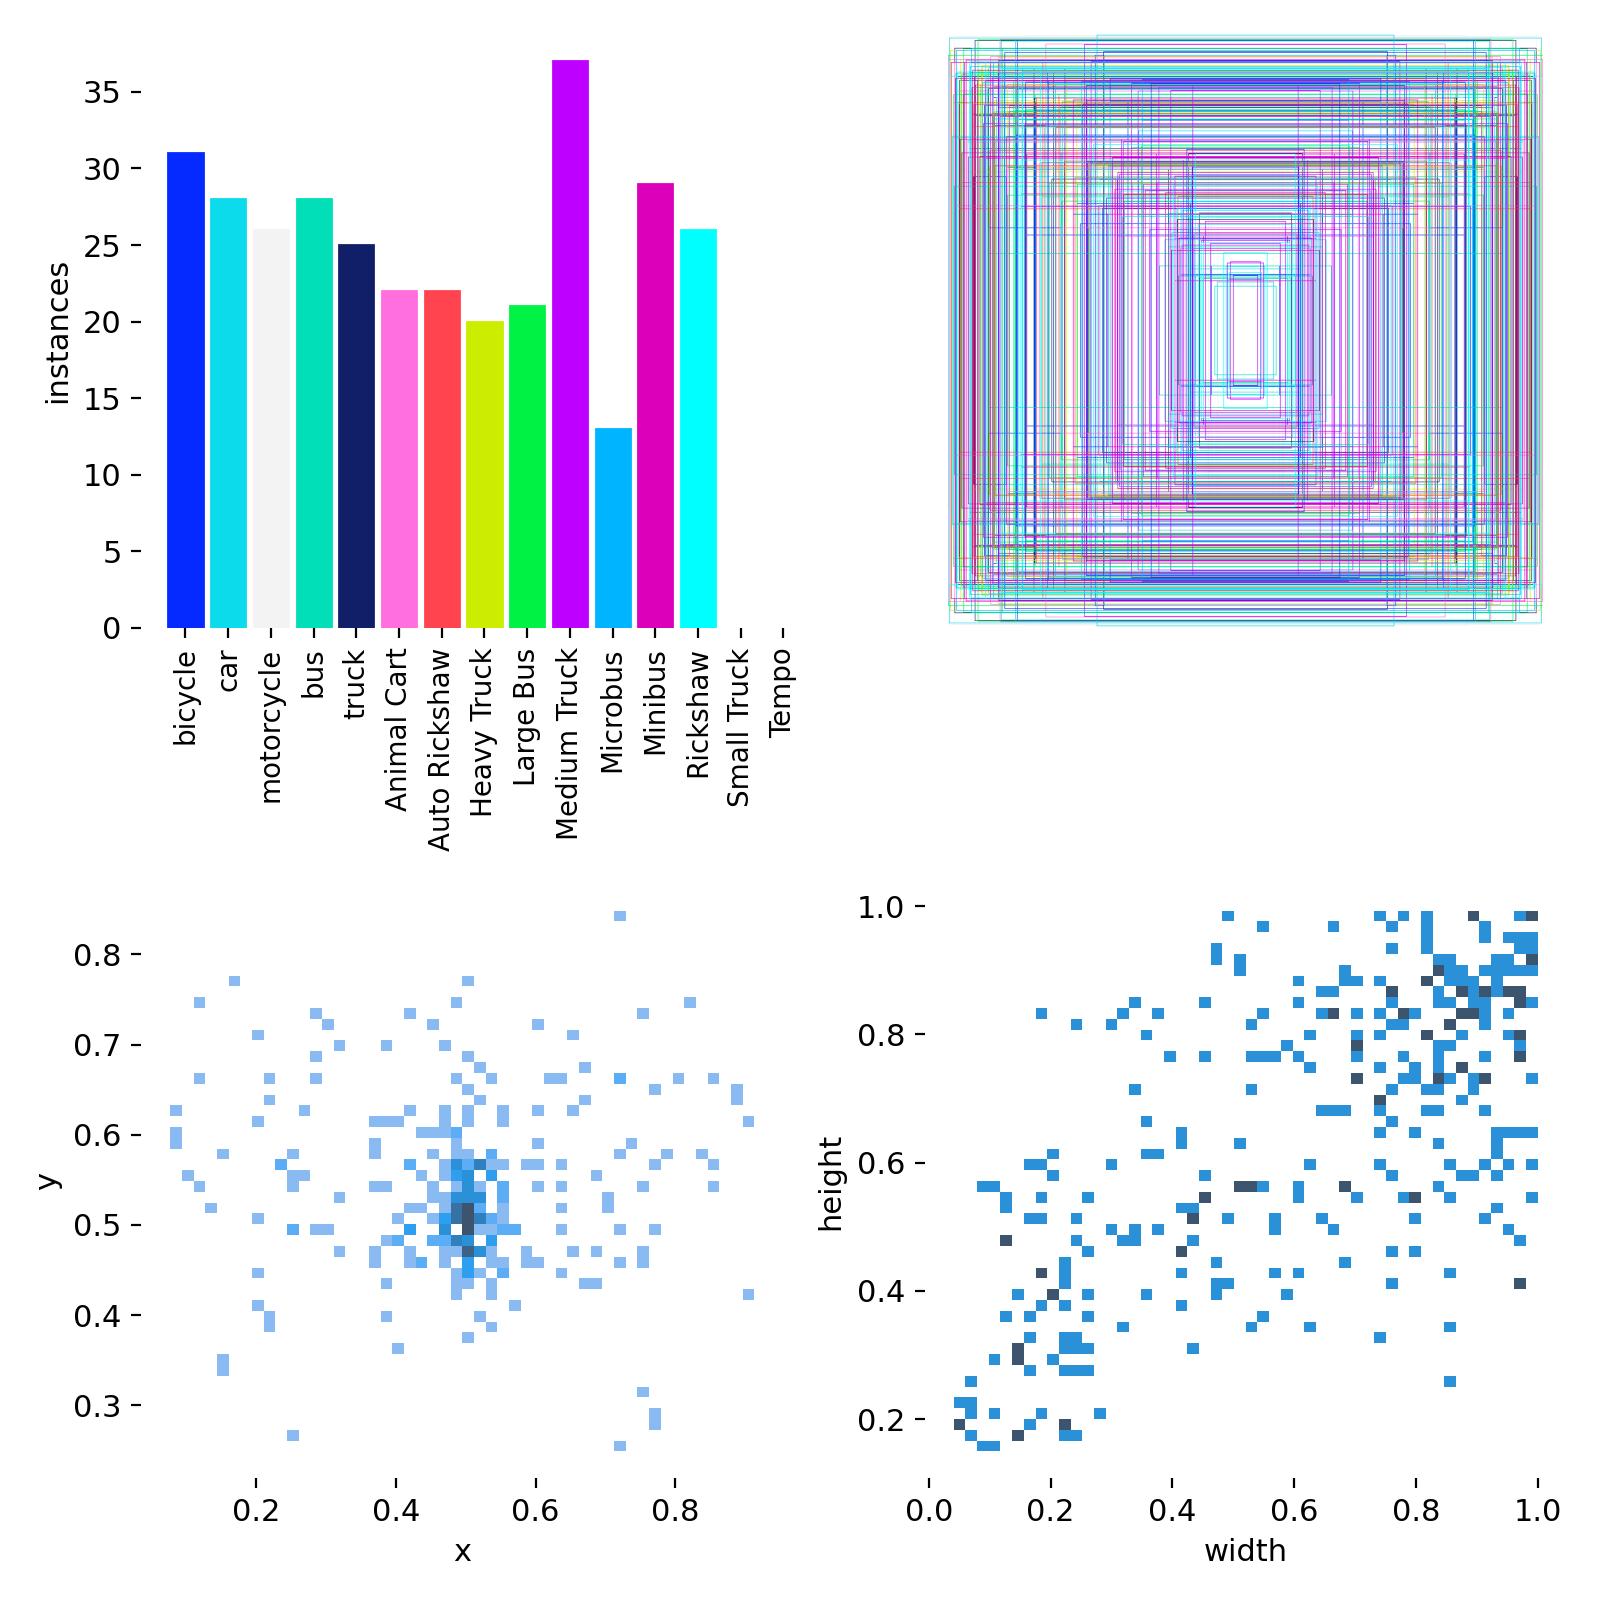 instances
35
30
25
20
15
10
5
0
bicycle
car
motorcycle
bus
truck
Animal Cart
Auto Rickshaw
Heavy Truck
Large Bus
Medium Truck
Microbus
Minibus
Rickshaw
Small Truck
Tempo
y
0.8
0.7
0.6
0.5
0.4
0.3
0.2 0.4 0.6 0.8
x
height
1.0
0.8
0.6
0.4
0.2
0.0 0.2 0.4 0.6 0.8 1.0
width